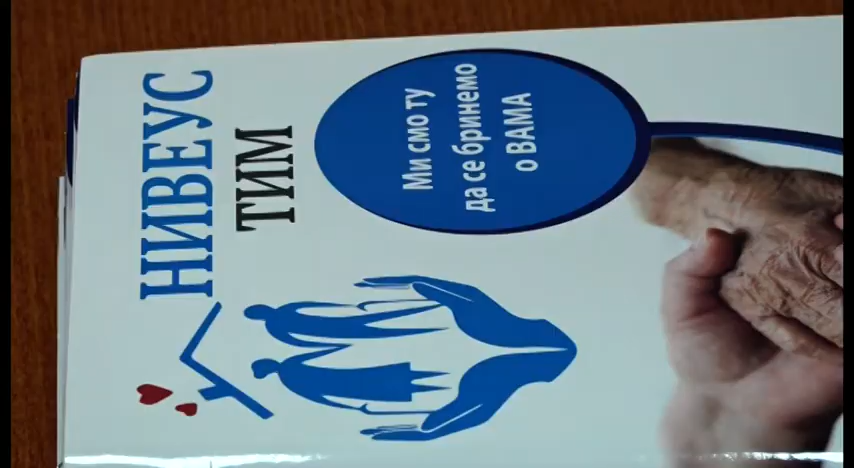 НИВЕУС
ТИМ
Ми смо ту
да се бринемо
о ВАМА